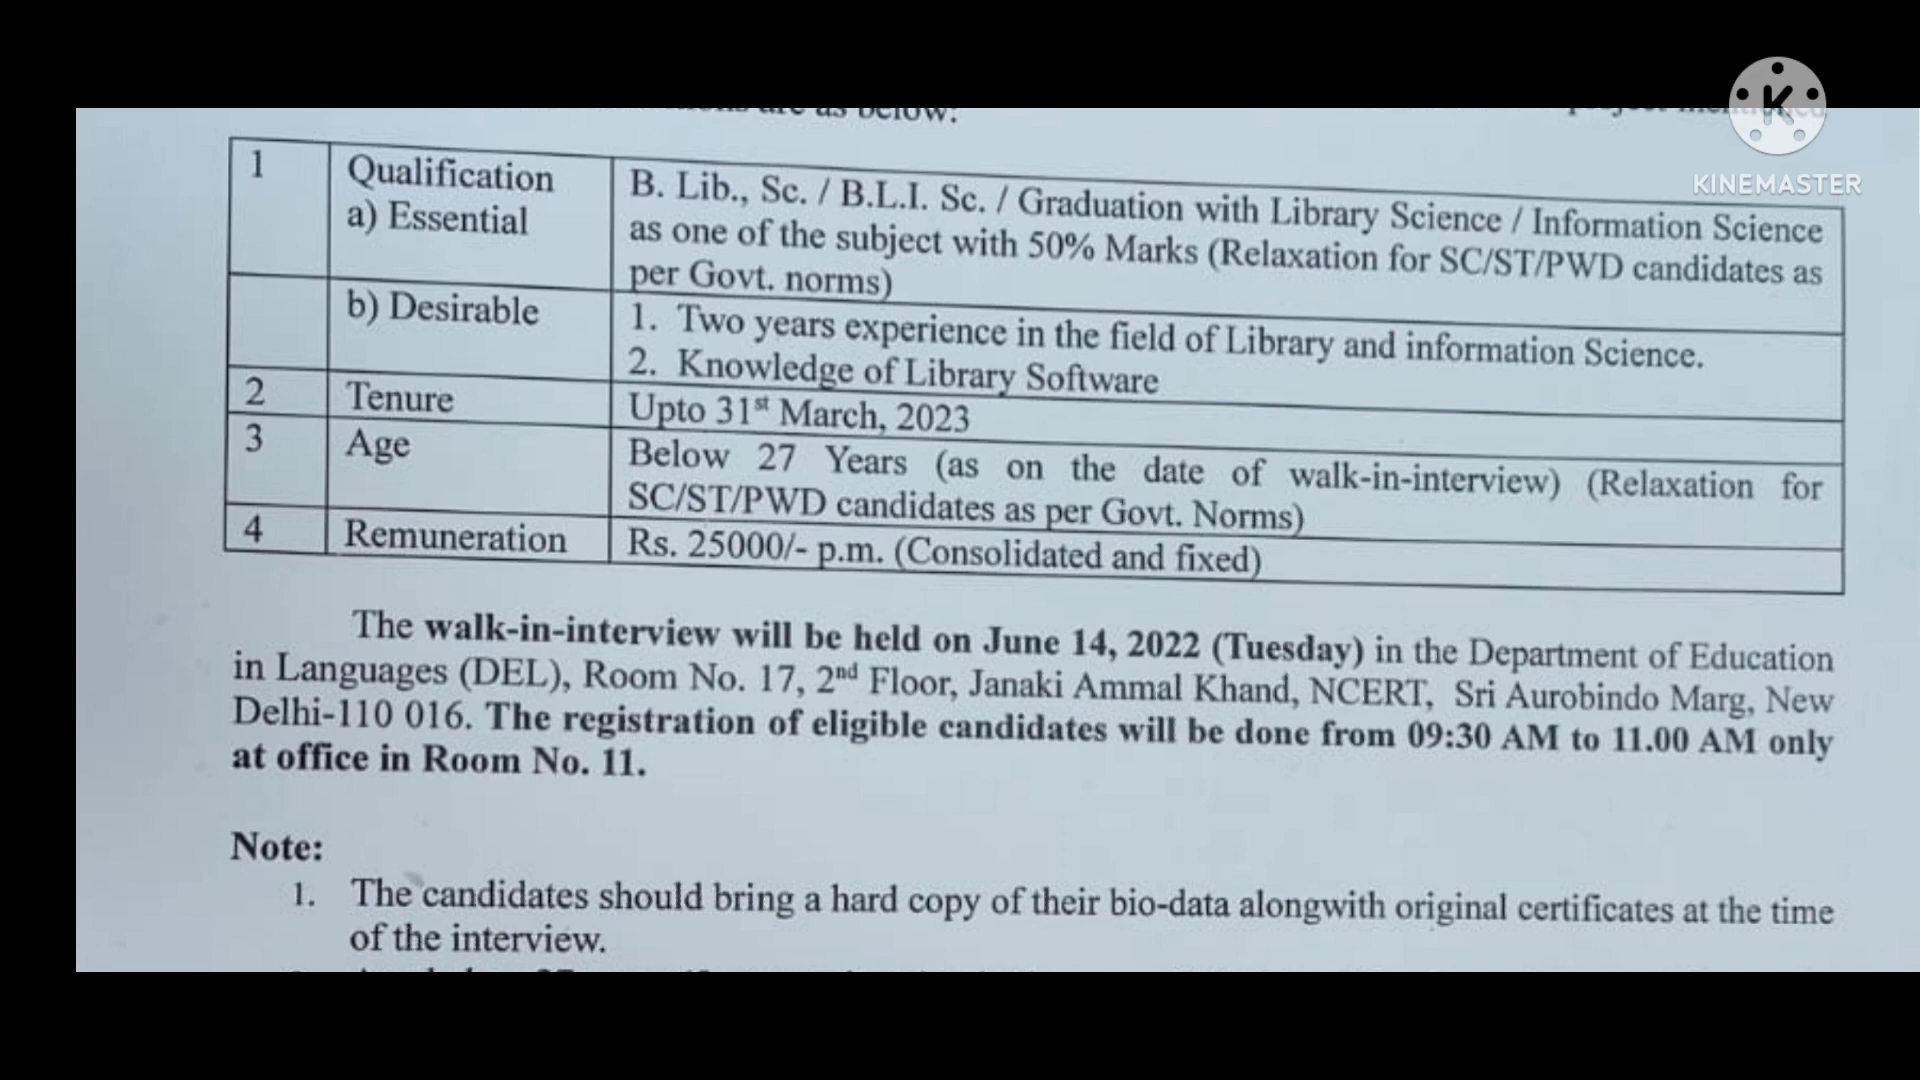 are as below:
KINEMASTER
1 Qualification
a) Essential
B. Lib., Sc. / B.L.I. Sc. / Graduation with Library Science / Information Science
as one of the subject with 50% Marks (Relaxation for SC/ST/PWD candidates as
per Govt. norms)
b) Desirable
1. Two years experience in the field of Library and information Science.
2. Knowledge of Library Software
2 Tenure Upto 31st March, 2023
3 Age Below 27 Years (as on the date of walk-in-interview) (Relaxation for
SC/ST/PWD candidates as per Govt. Norms)
4 Remuneration Rs. 25000/- p.m. (Consolidated and fixed)
The walk-in-interview will be held on June 14, 2022 (Tuesday) in the Department of Education
in Languages (DEL), Room No. 17, 2nd Floor, Janaki Ammal Khand, NCERT, Sri Aurobindo Marg, New
Delhi-110 016. The registration of eligible candidates will be done from 09:30 AM to 11.00 AM only
at office in Room No. 11.
Note:
1. The candidates should bring a hard copy of their bio-data alongwith original certificates at the time
of the interview.